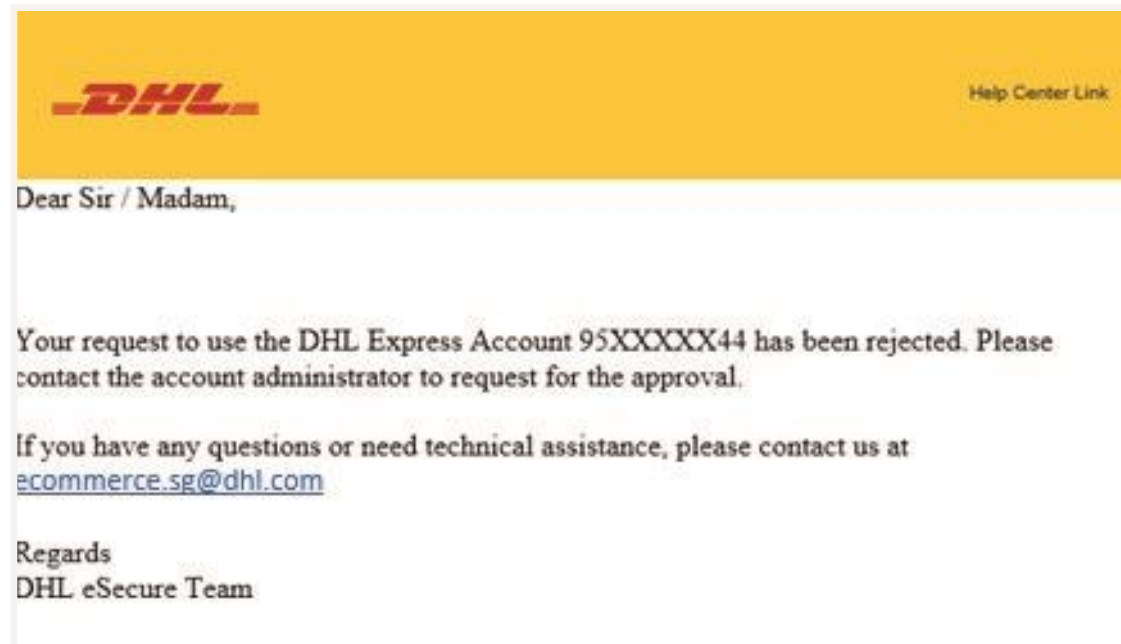 DHL
Help Center Link
Dear Sir / Madam,
Your request to use the DHL Express Account 95XXXXX44 has been rejected. Please
contact the account administrator to request for the approval.
If you have any questions or need technical assistance, please contact us at
ecommerce.sg@dhl.com
Regards
DHL eSecure Team